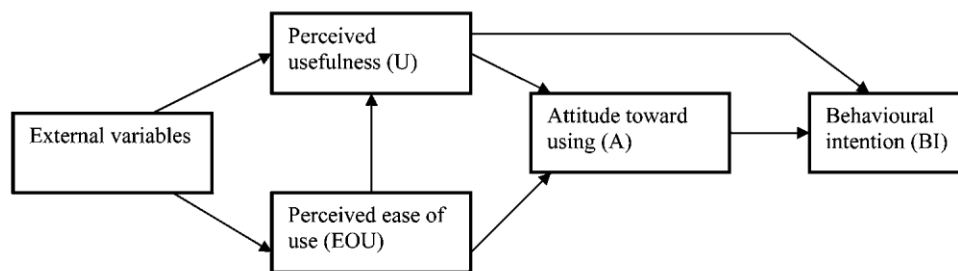 Perceived
usefulness (U)
External variables
Attitude toward
using (A)
Behavioural
intention (BI)
Perceived ease of
use (EOU)